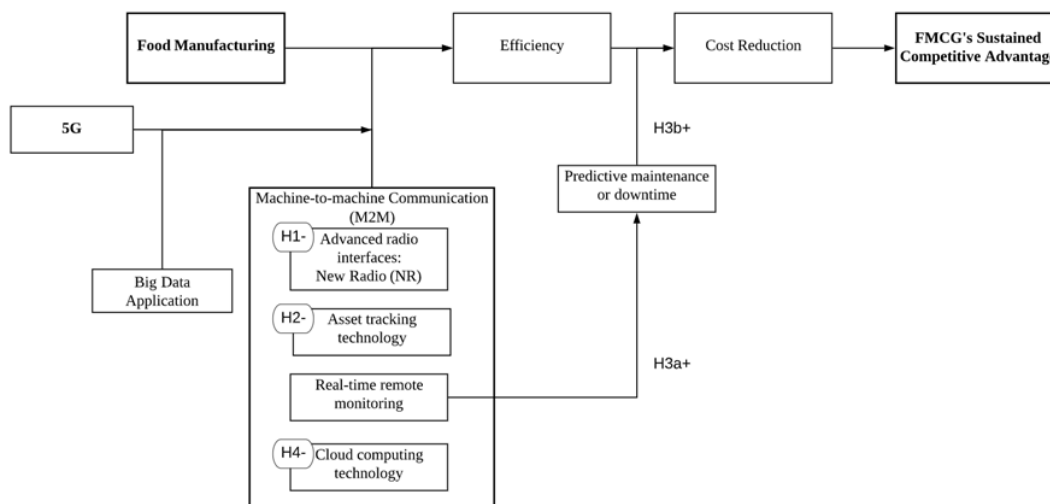 Food Manufacturing
Efficiency
Cost Reduction
FMCG's Sustained
Competitive Advantage
5G
H3b+
Predictive maintenance
or downtime
Machine-to-machine Communication
(M2M)
H1-
Advanced radio
interfaces:
New Radio (NR)
Big Data
Application
H2-
Asset tracking
technology
H3a+
Real-time remote
monitoring
H4-
Cloud computing
technology